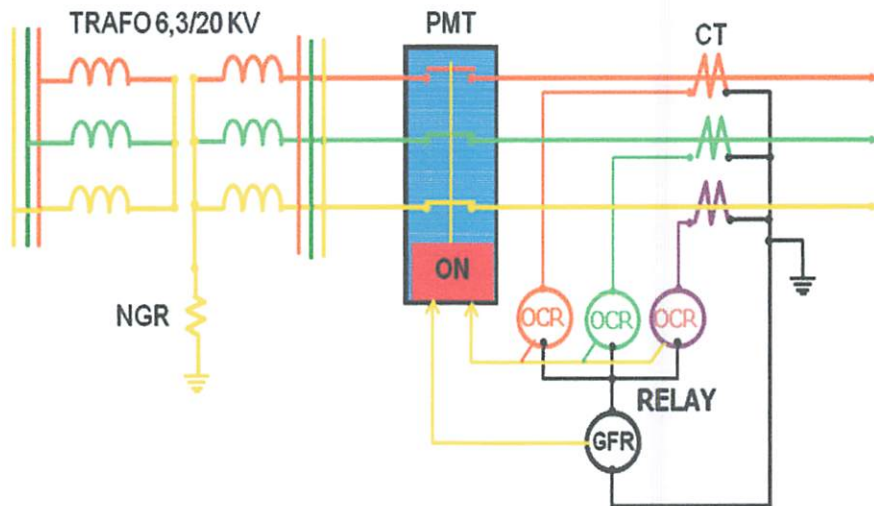 TRAFO 6,3/20 KV
PMT
CT
ON
NGR
OCR
OCR
OCR
RELAY
GFR